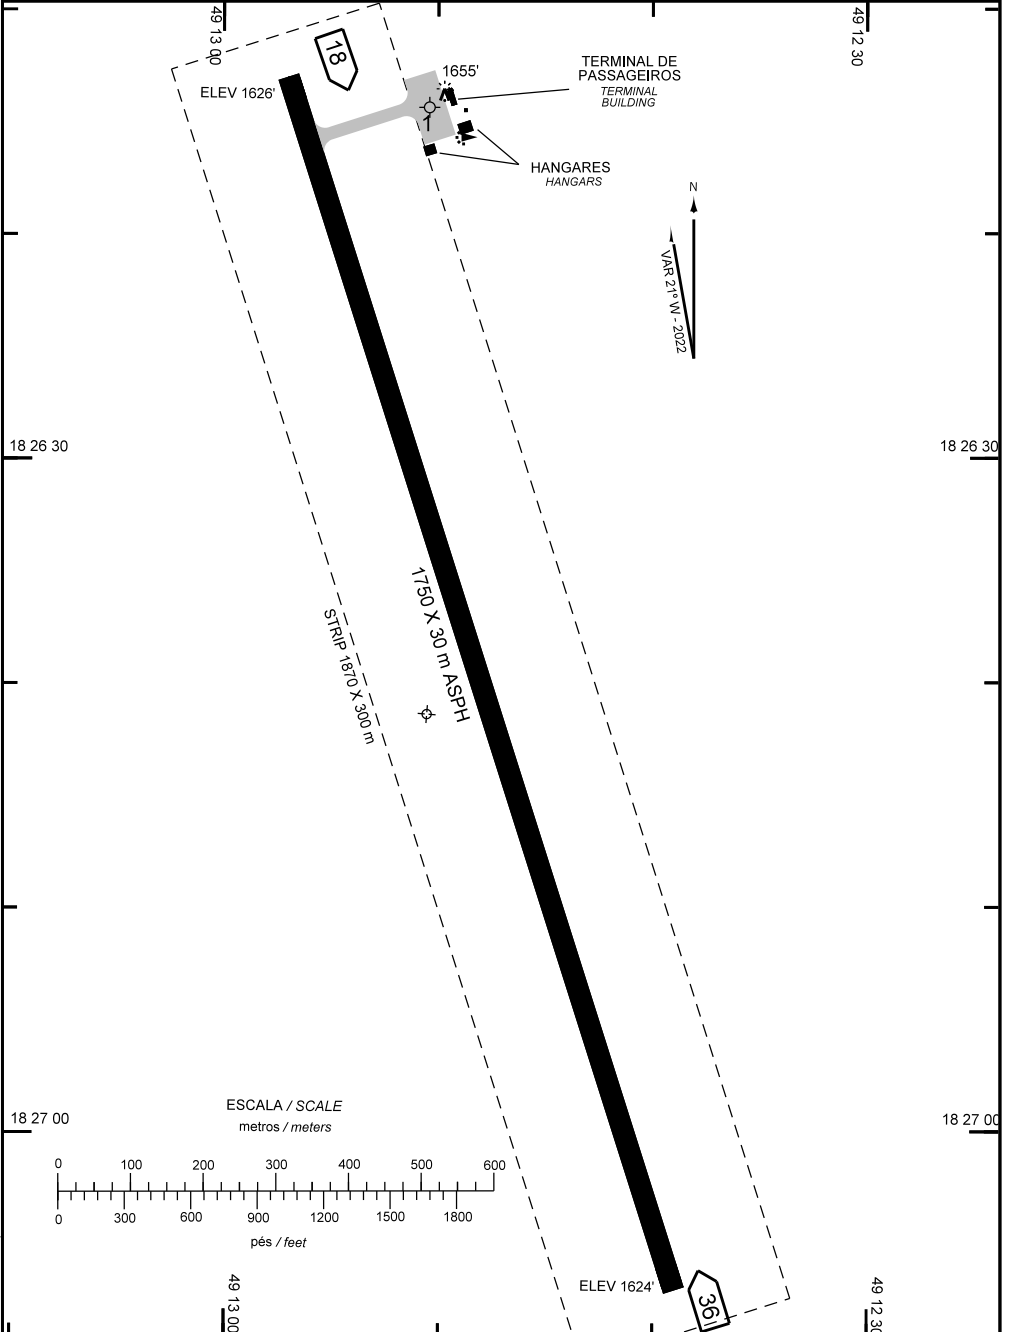 49 13 00
49 12 30
18
1655'
ELEV 1626'
TERMINAL DE
PASSAGEIROS
TERMINAL
BUILDING
1
HANGARES
HANGARS
N
VAR 21° W - 2022
18 26 30
18 26 30
1750 X 30 m ASPH
STRIP 1870 X 300 m
ESCALA / SCALE
metros / meters
18 27 00
18 27 00
0 100 200 300 400 500 600
0 300 600 900 1200 1500 1800
pés / feet
ELEV 1624'
36
49 13 00
49 12 30